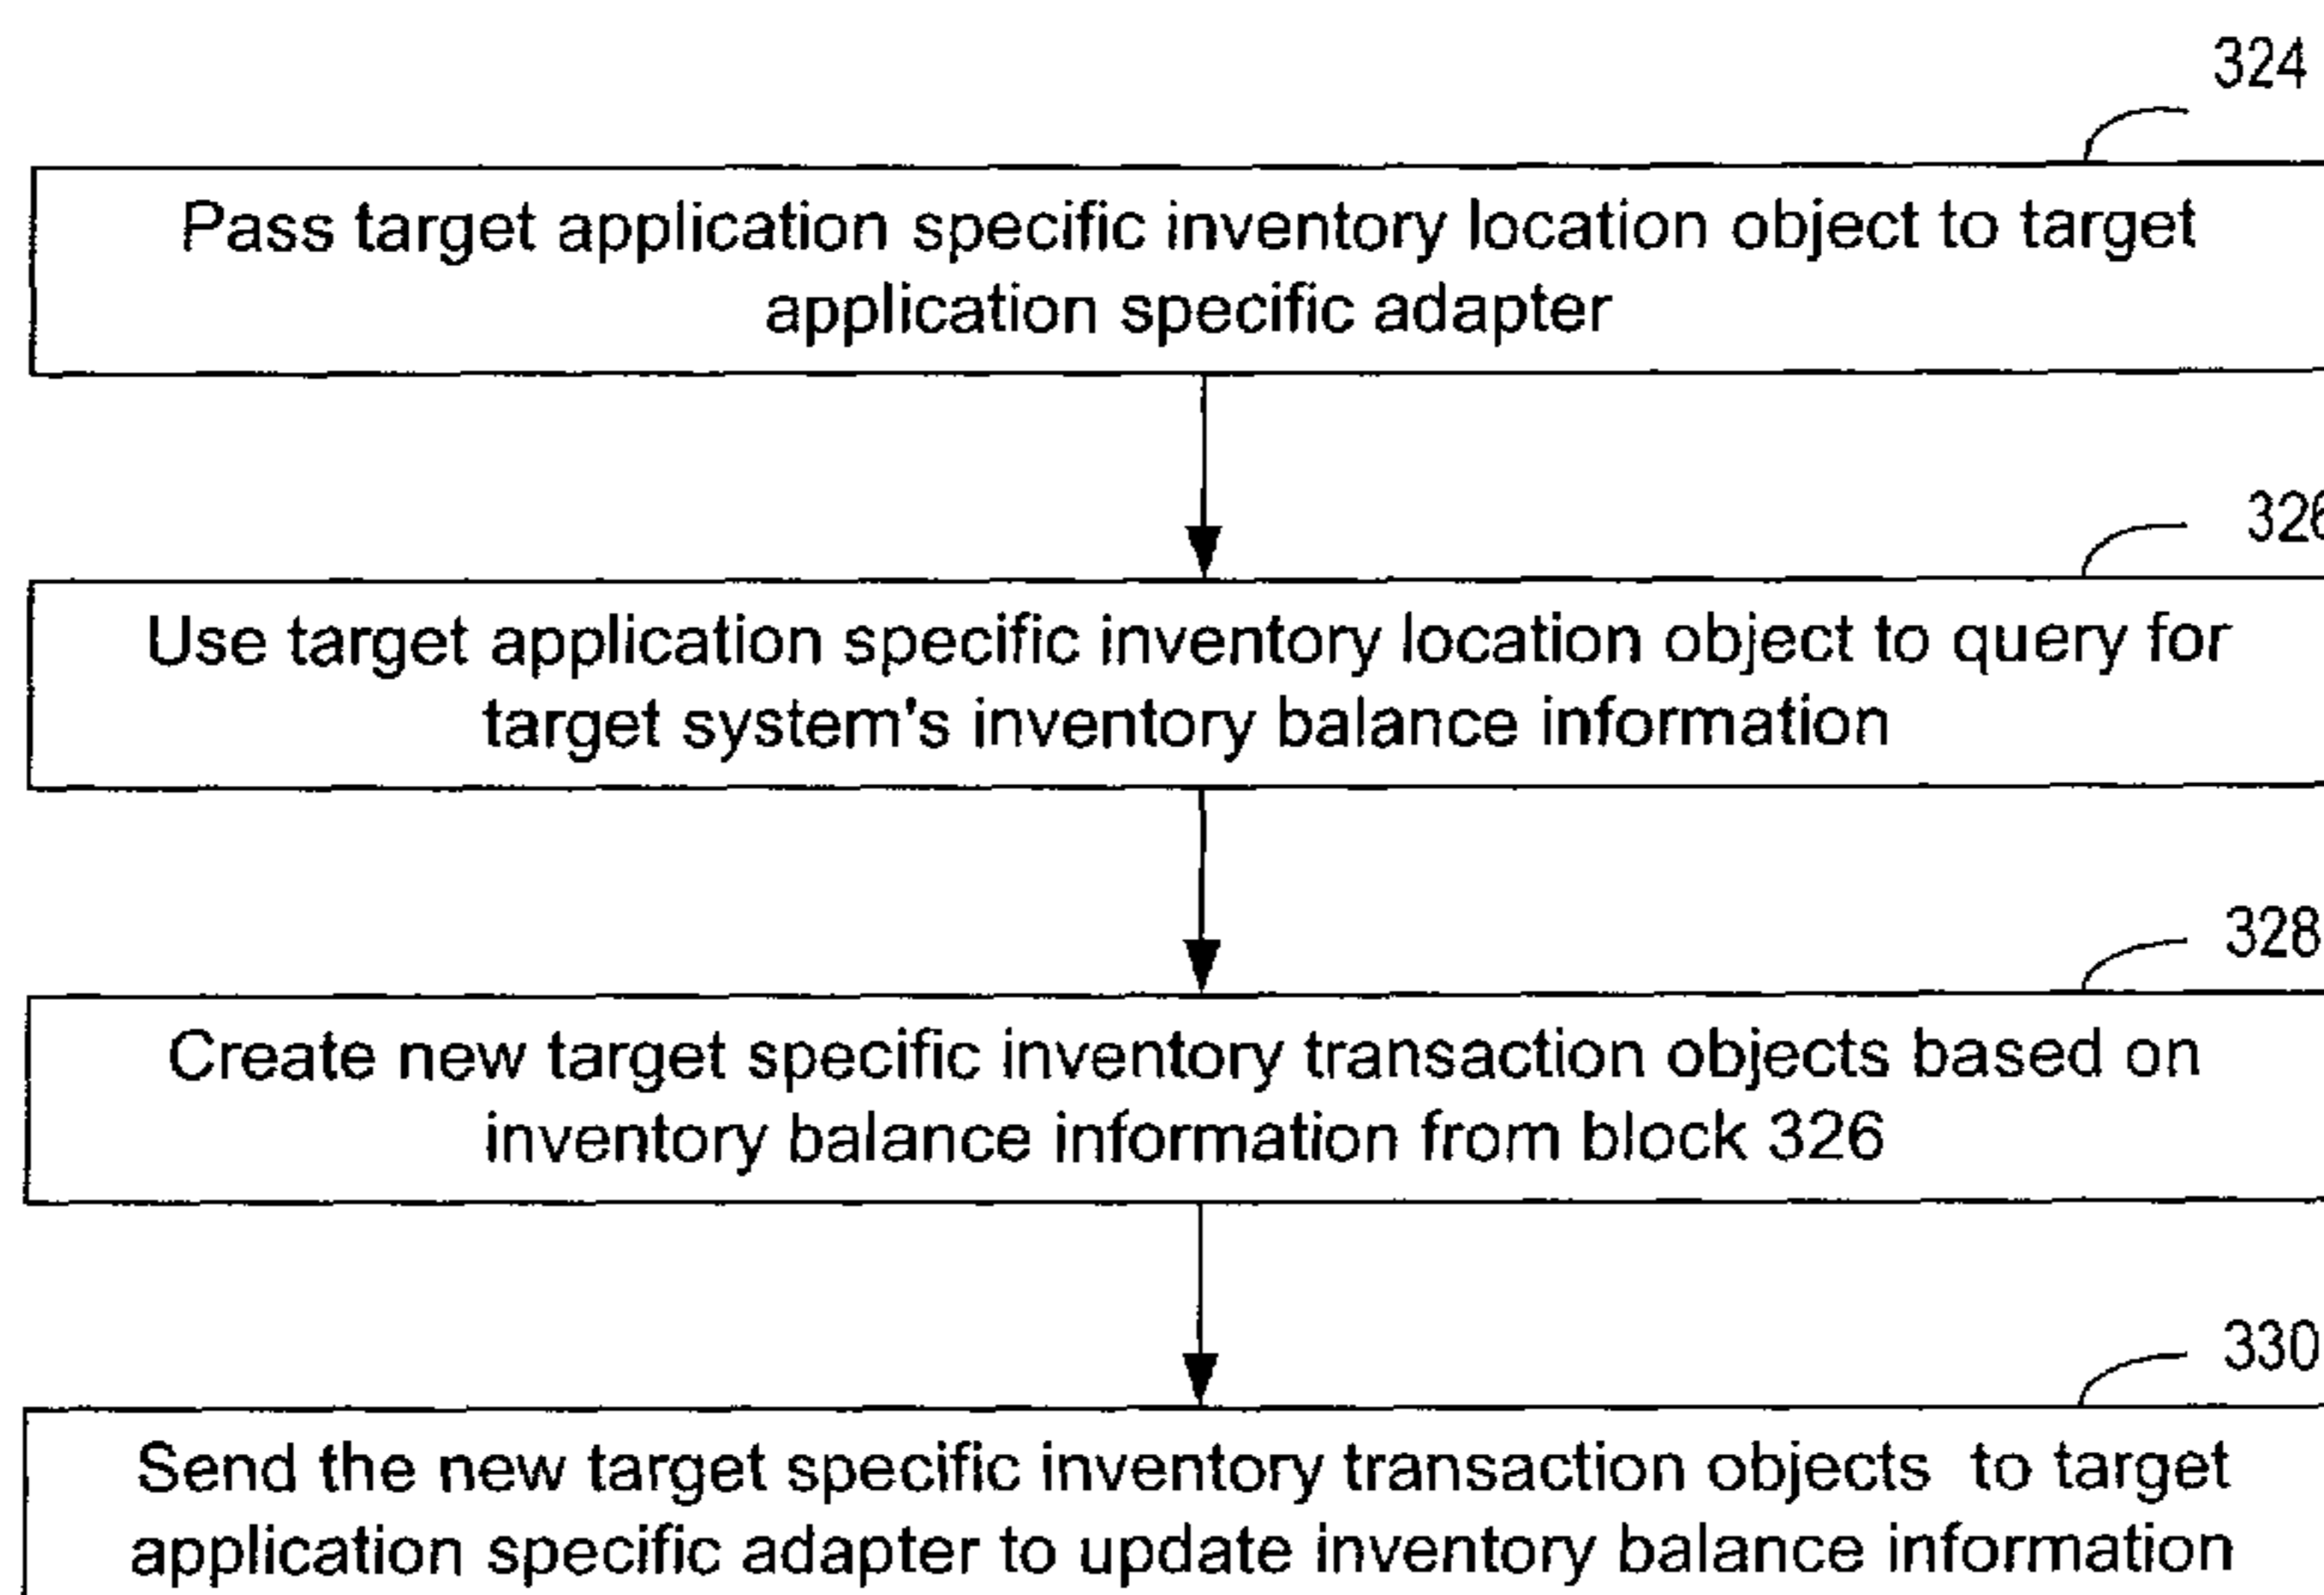 324
Pass target application specific inventory location object to target
application specific adapter
326
Use target application specific inventory location object to query for
target system's inventory balance information
328
Create new target specific inventory transaction objects based on
inventory balance information from block 326
330
Send the new target specific inventory transaction objects to target
application specific adapter to update inventory balance information